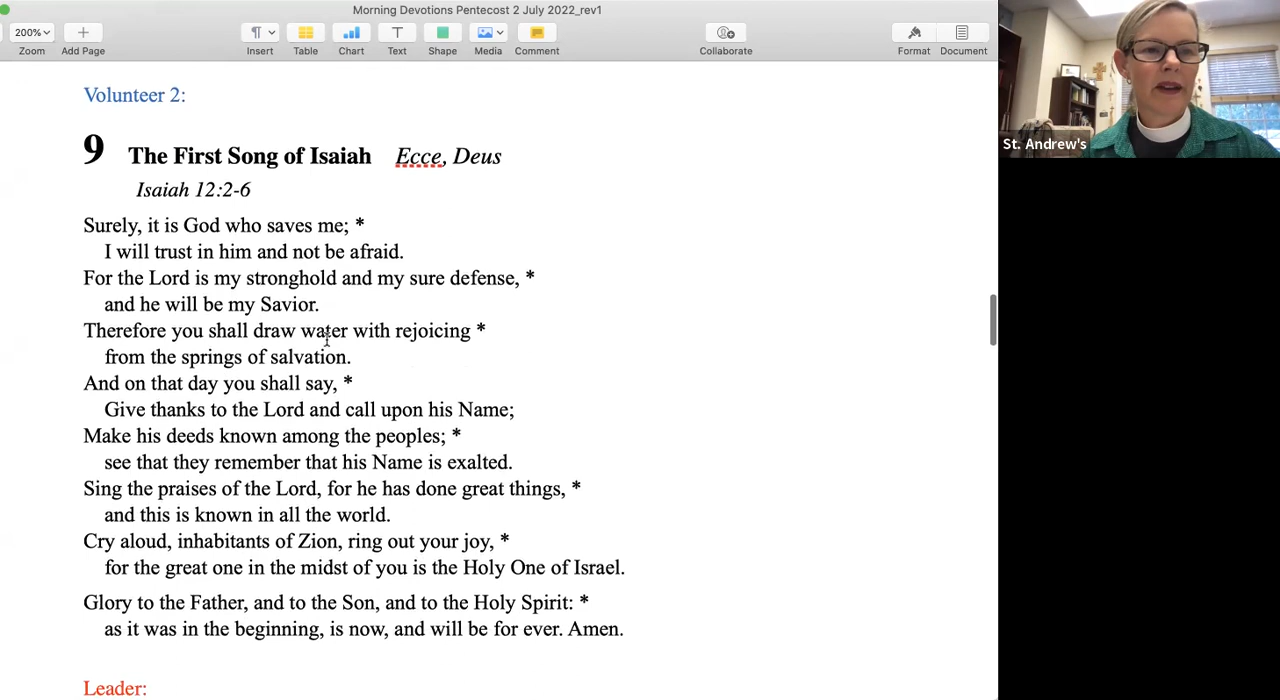 Morning Devotions Pentecost 2 July 2022_rev1
200%
Zoom
Add Page
Insert
Table
Chart
Text
Shape
Media
Comment
Collaborate
Format
Document
Volunteer 2:
9 The First Song of Isaiah Ecce, Deus
Isaiah 12:2-6
Surely, it is God who saves me; *
I will trust in him and not be afraid.
For the Lord is my stronghold and my sure defense, *
and he will be my Savior.
Therefore you shall draw water with rejoicing *
from the springs of salvation.
And on that day you shall say, *
Give thanks to the Lord and call upon his Name;
Make his deeds known among the peoples; *
see that they remember that his Name is exalted.
Sing the praises of the Lord, for he has done great things, *
and this is known in all the world.
Cry aloud, inhabitants of Zion, ring out your joy, *
for the great one in the midst of you is the Holy One of Israel.
Glory to the Father, and to the Son, and to the Holy Spirit: *
as it was in the beginning, is now, and will be for ever. Amen.
Leader:
St. Andrew's